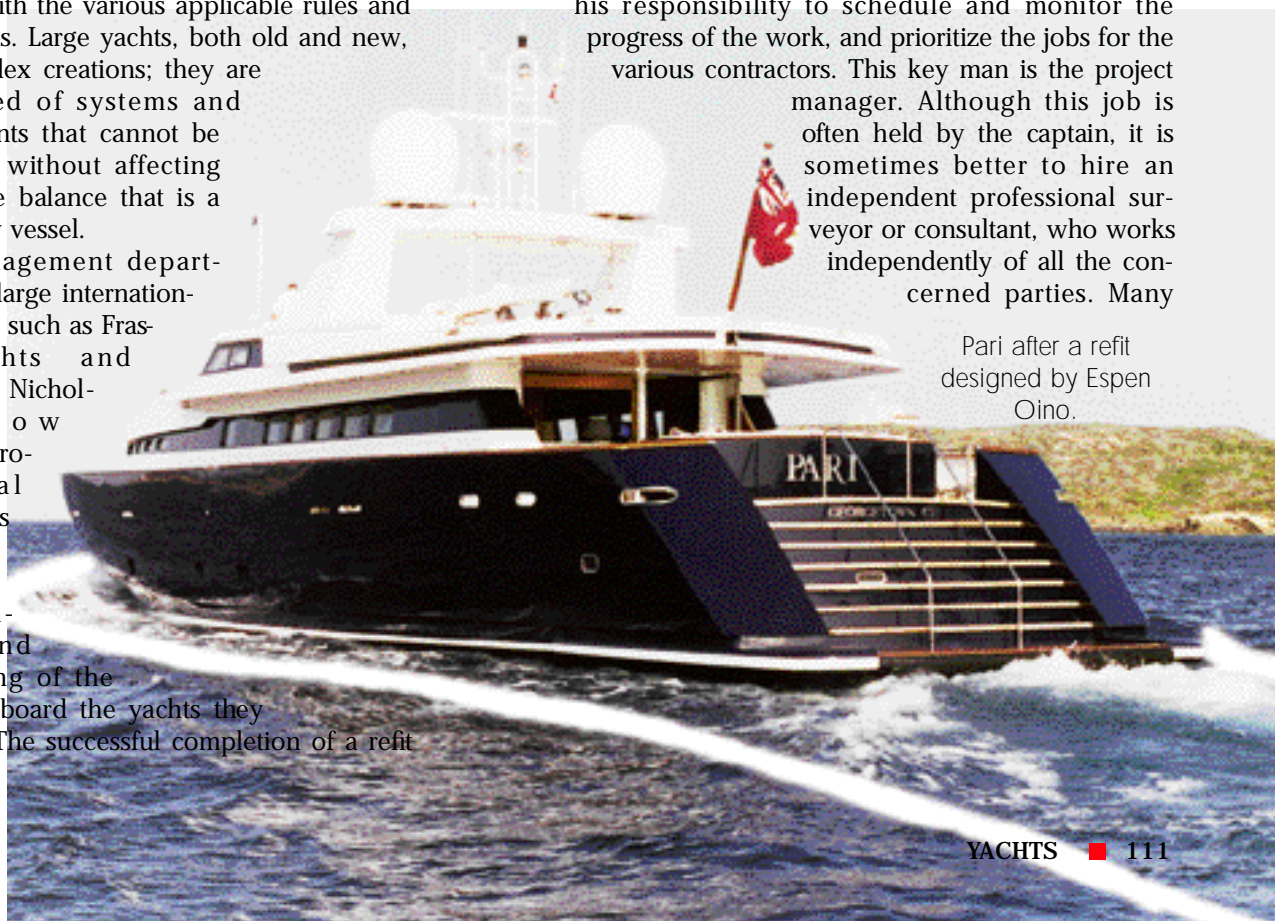 ith the various applicable rules and
s. Large yachts, both old and new,
lex creations; they are
ed of systems and
nts that cannot be
without affecting
e balance that is a
vessel.
agement depart-
large internation-
such as Fras-
hts and
Nichol-
o w
ro-
al
s
-
nd
ng of the
board the yachts they
The successful completion of a refit
his responsibility to schedule and monitor the
progress of the work, and prioritize the jobs for the
various contractors. This key man is the project
manager. Although this job is
often held by the captain, it is
sometimes better to hire an
independent professional sur-
veyor or consultant, who works
independently of all the con-
cerned parties. Many
Pari after a refit
designed by Espen
Oino.
PARI
GEORGETOWN
YACHTS ■ 111